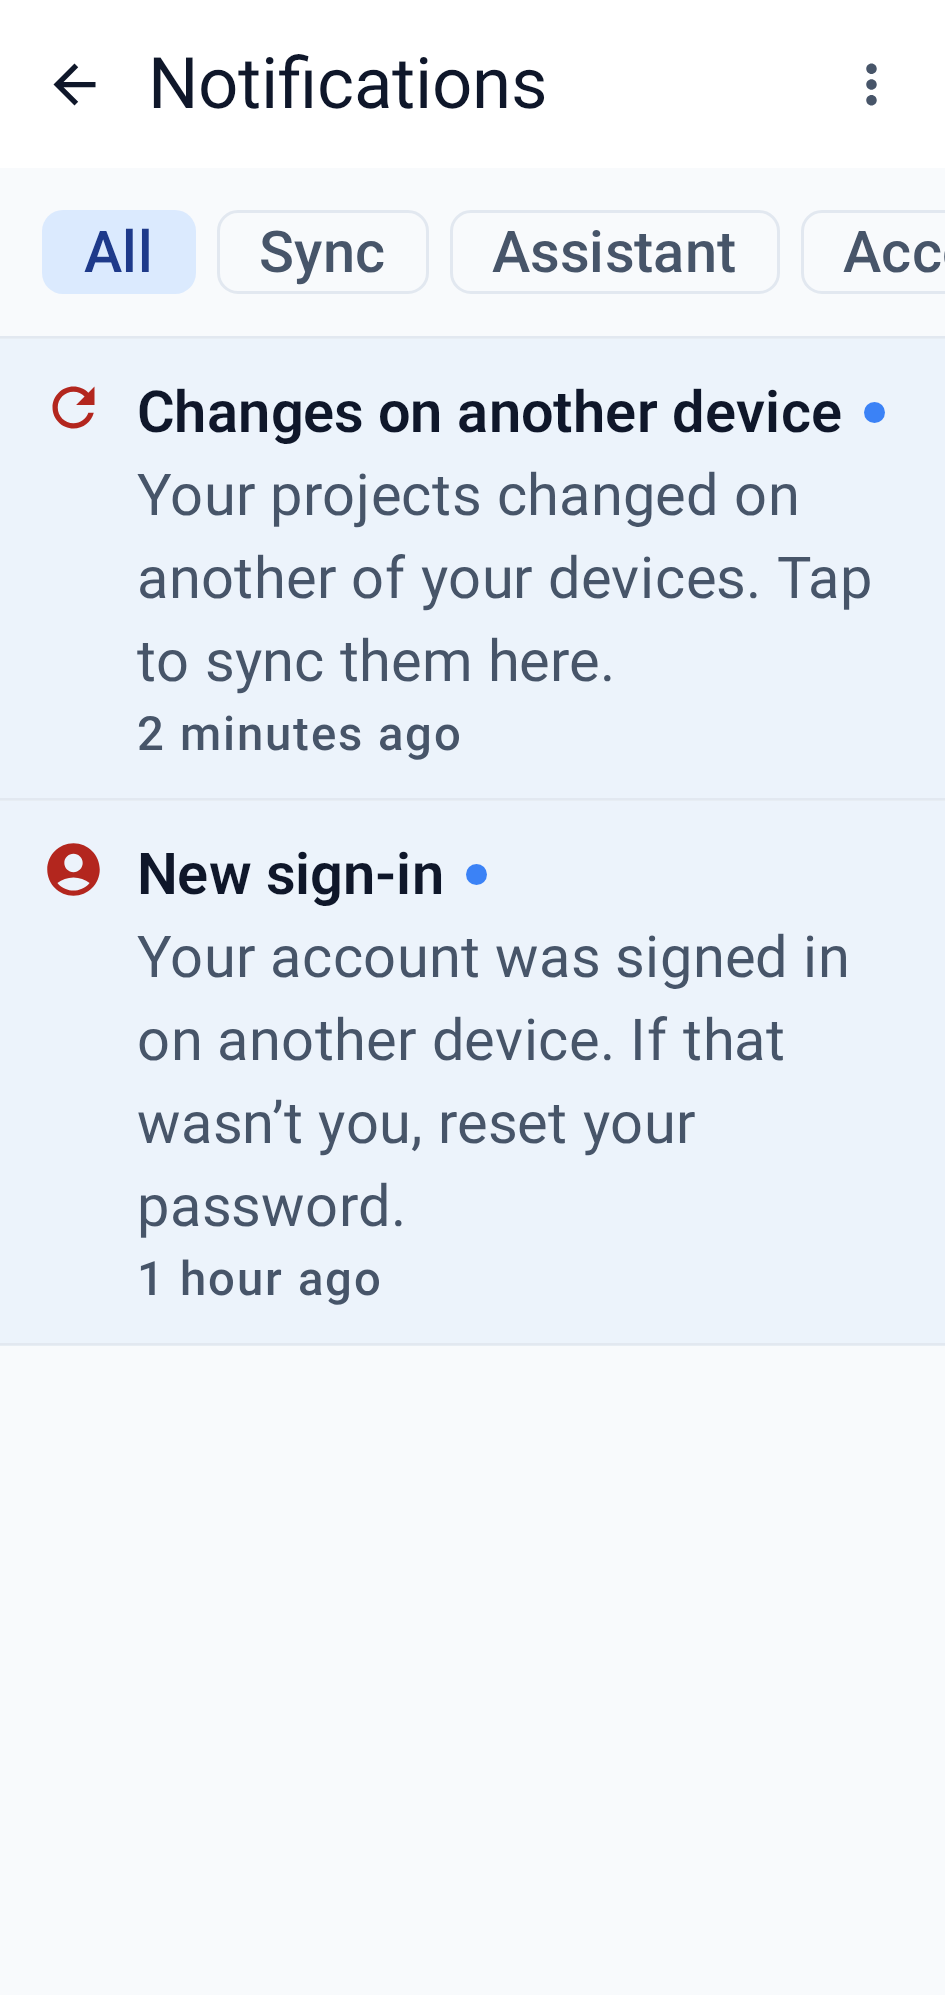 Notifications
All
Sync
Assistant
Acc
Changes on another device
Your projects changed on
another of your devices. Tap
to sync them here.
2 minutes ago
New sign-in
Your account was signed in
on another device. If that
wasn’t you, reset your
password.
1 hour ago